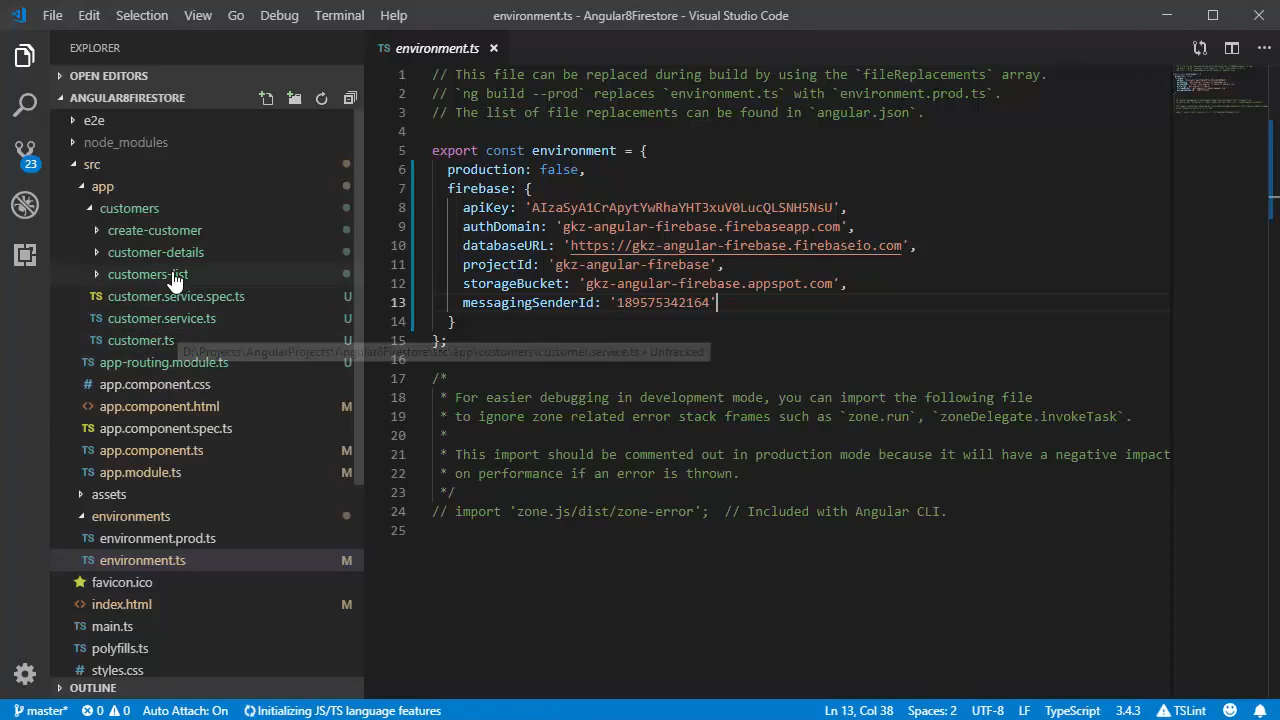 File Edit Selection View Go Debug Terminal Help environment.ts - Angular8Firestore - Visual Studio Code
EXPLORER
OPEN EDITORS
ANGULAR8FIRESTORE
e2e
node_modules
src
app
customers
create-customer
customer-details
customers-list
customer.service.spec.ts U
customer.service.ts U
customer.ts U
D:\Projects\AngularProjects\Angular8Firestore\src\app\customers\customer.service.ts • Untracked
app-routing.module.ts U
app.component.css
app.component.html M
app.component.spec.ts
app.component.ts M
app.module.ts M
assets
environments
environment.prod.ts
environment.ts M
favicon.ico
index.html M
main.ts
polyfills.ts
styles.css
OUTLINE
23
TS environment.ts
1 // This file can be replaced during build by using the `fileReplacements` array.
2 // `ng build --prod` replaces `environment.ts` with `environment.prod.ts`.
3 // The list of file replacements can be found in `angular.json`.
4
5 export const environment = {
6 production: false,
7 firebase: {
8 apiKey: 'AIzaSyA1CrApytYwRhaYHT3xuV0LucQLSNH5NsU',
9 authDomain: 'gkz-angular-firebase.firebaseapp.com',
10 databaseURL: 'https://gkz-angular-firebase.firebaseio.com',
11 projectId: 'gkz-angular-firebase',
12 storageBucket: 'gkz-angular-firebase.appspot.com',
13 messagingSenderId: '189575342164'
14 }
15 };
16
17 /*
18 * For easier debugging in development mode, you can import the following file
19 * to ignore zone related error stack frames such as `zone.run`, `zoneDelegate.invokeTask`.
20 *
21 * This import should be commented out in production mode because it will have a negative impact
22 * on performance if an error is thrown.
23 */
24 // import 'zone.js/dist/zone-error'; // Included with Angular CLI.
25
master* 0 0 Auto Attach: On Initializing JS/TS language features Ln 13, Col 38 Spaces: 2 UTF-8 LF TypeScript 3.4.3 TSLint